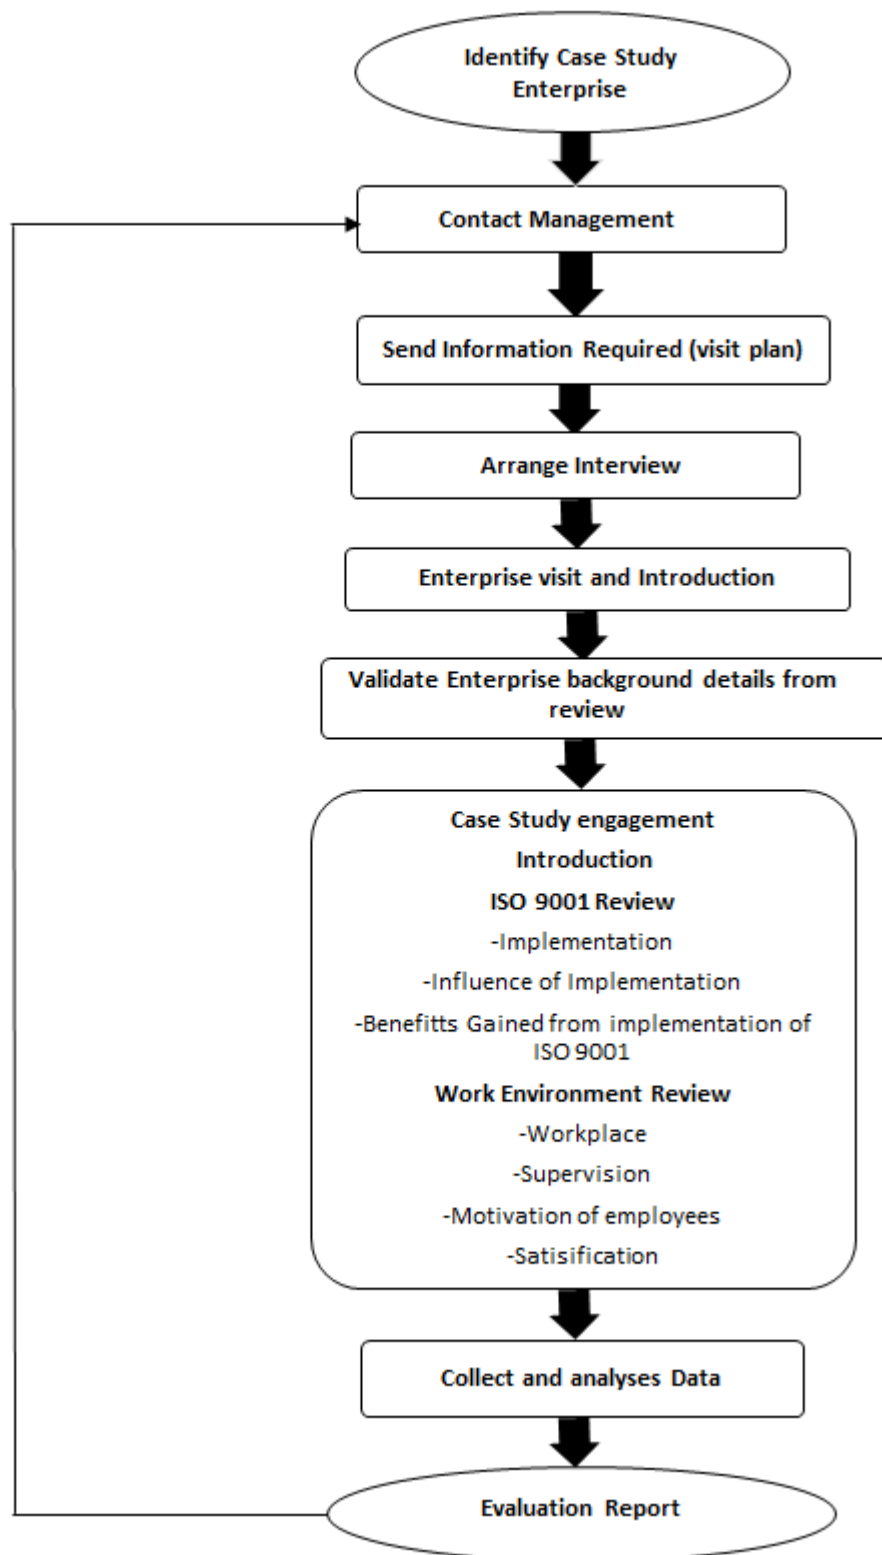 Identify Case Study
Enterprise
Contact Management
Send Information Required (visit plan)
Arrange Interview
Enterprise visit and Introduction
Validate Enterprise background details from
review
Case Study engagement
Introduction
ISO 9001 Review
-Implementation
-Influence of Implementation
-Benefitts Gained from implementation of
ISO 9001
Work Environment Review
-Workplace
-Supervision
-Motivation of employees
-Satisification
Collect and analyses Data
Evaluation Report